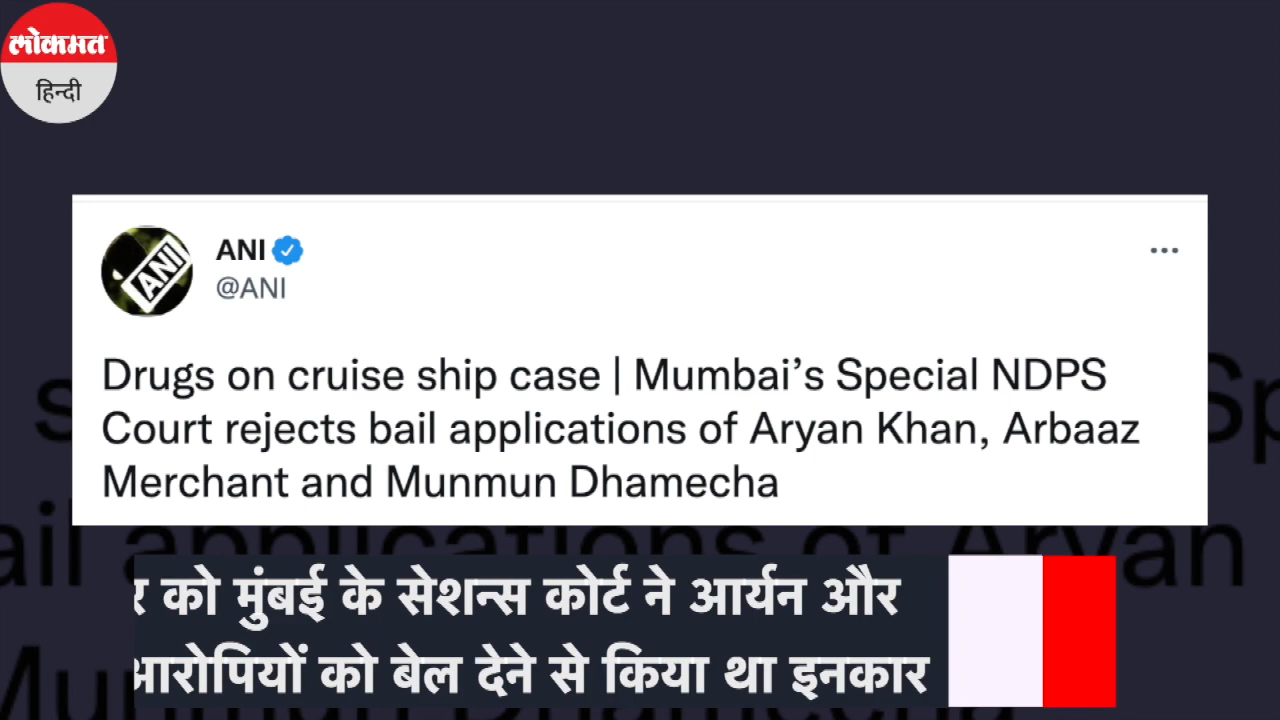 लोकमत
हिन्दी
ANI
ANI
@ANI
Drugs on cruise ship case | Mumbai’s Special NDPS
Court rejects bail applications of Aryan Khan, Arbaaz
Merchant and Munmun Dhamecha
को मुंबई के सेशन्स कोर्ट ने आर्यन और
आरोपियों को बेल देने से किया था इनकार